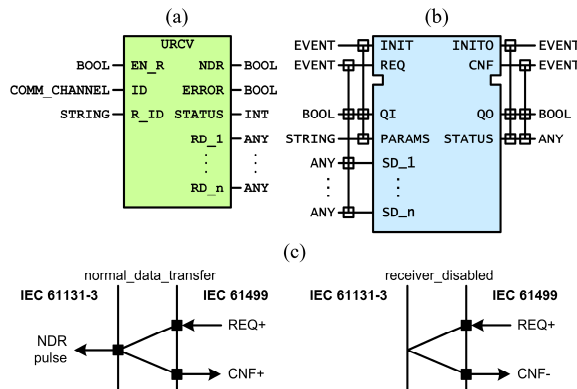 (a) (b)
URCV
BOOL EN_R NDR BOOL
COMM_CHANNEL ID ERROR BOOL
STRING R_ID STATUS INT
RD_1 ANY
RD_n ANY
EVENT INIT INITO EVENT
EVENT REQ CNF EVENT
BOOL QI QO BOOL
STRING PARAMS STATUS ANY
ANY SD_1
ANY SD_n
(c)
normal_data_transfer
IEC 61131-3 IEC 61499
REQ+
NDR
pulse
CNF+
receiver_disabled
IEC 61131-3 IEC 61499
REQ+
CNF-